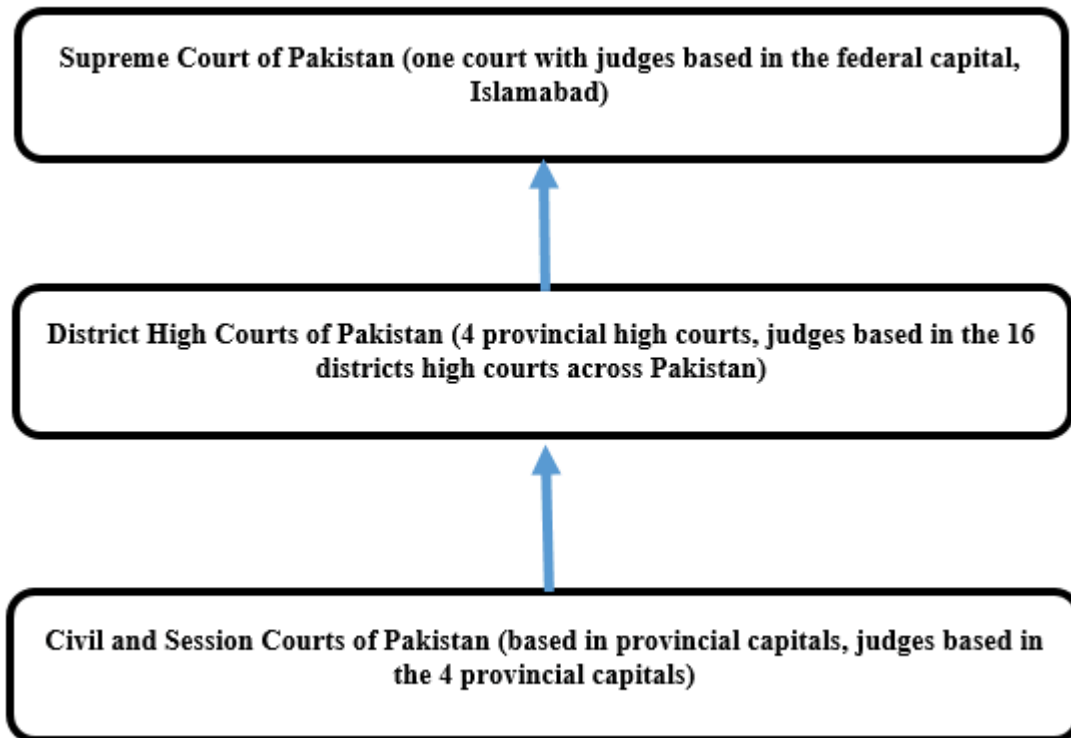 Supreme Court of Pakistan (one court with judges based in the federal capital,
Islamabad)
District High Courts of Pakistan (4 provincial high courts, judges based in the 16
districts high courts across Pakistan)
Civil and Session Courts of Pakistan (based in provincial capitals, judges based in
the 4 provincial capitals)